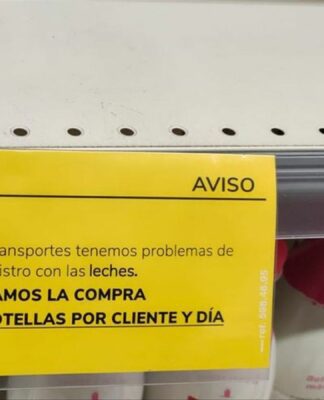 AVISO
ansportes tenemos problemas de
istro con las leches.
AMOS LA COMPRA
OTELLAS POR CLIENTE Y DÍA